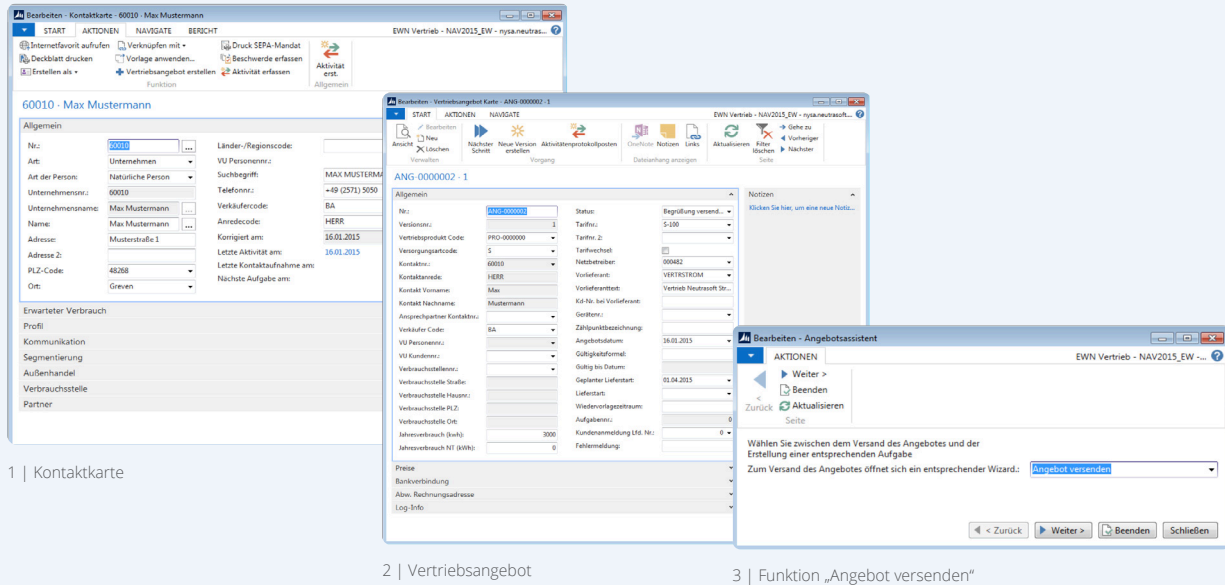 Bearbeiten - Kontaktkarte - 60010 · Max Mustermann
START AKTIONEN NAVIGATE BERICHT EWN Vertrieb - NAV2015_EW - nysa.neutras...
Internetfavorit aufrufen Verknüpfen mit Druck SEPA-Mandat
Deckblatt drucken Vorlage anwenden... Beschwerde erfassen
Erstellen als Vertriebsangebot erstellen Aktivität erfassen
Aktivität erst.
Funktion Allgemein
60010 · Max Mustermann
Allgemein
Nr.: 60010 ... Länder-/Regionscode:
Art: Unternehmen VU Personennr.:
Art der Person: Natürliche Person Suchbegriff: MAX MUSTERMA
Unternehmensnr.: 60010 Telefonnr.: +49 (2571) 5050
Unternehmensname: Max Mustermann ... Verkäufercode: BA
Name: Max Mustermann ... Anredecode: HERR
Adresse: Musterstraße 1 Korrigiert am: 16.01.2015
Adresse 2: Letzte Aktivität am: 16.01.2015
PLZ-Code: 48268 Letzte Kontaktaufnahme am:
Ort: Greven Nächste Aufgabe am:
Erwarteter Verbrauch
Profil
Kommunikation
Segmentierung
Außenhandel
Verbrauchsstelle
Partner
1 | Kontaktkarte
Bearbeiten - Vertriebsangebot Karte - ANG-0000002 · 1
START AKTIONEN NAVIGATE EWN Vertrieb - NAV2015_EW - nysa.neutrasoft...
Ansicht Bearbeiten Neu Löschen
Nächster Schritt Neue Version erstellen Aktivitätenprotokollposten
OneNote Notizen Links
Aktualisieren Filter löschen Gehe zu Vorheriger Nächster
Verwalten Vorgang Dateianhang anzeigen Seite
ANG-0000002 · 1
Allgemein
Nr.: ANG-0000002 Status: Begrüßung versend...
Versionsnr.: 1 Tarifnr.: S-100
Vertriebsprodukt Code: PRO-0000000 Tarifnr. 2:
Versorgungsartcode: S Tarifwechsel:
Kontaktnr.: 60010 Netzbetreiber: 000482
Kontaktanrede: HERR Vorlieferant: VERTRSTROM
Kontakt Vorname: Max Vorlieferanttext: Vertrieb Neutrasoft Str...
Kontakt Nachname: Mustermann Kd-Nr. bei Vorlieferant:
Ansprechpartner Kontaktnr.: Gerätenr.:
Verkäufer Code: BA Zählpunktbezeichnung:
VU Personennr.: Angebotsdatum: 16.01.2015
VU Kundennr.: Gültigkeitsformel:
Verbrauchsstellennr.: Gültig bis Datum:
Verbrauchsstelle Straße: Geplanter Lieferstart: 01.04.2015
Verbrauchsstelle Hausnr.: Lieferstart:
Verbrauchsstelle PLZ: Wiedervorlagezeitraum:
Verbrauchsstelle Ort: Aufgabennr.: 0
Jahresverbrauch (kwh): 3000 Kundenanmeldung Lfd. Nr.: 0
Jahresverbrauch NT (kWh): 0 Fehlermeldung:
Preise
Bankverbindung
Abw. Rechnungsadresse
Log-Info
Notizen
Klicken Sie hier, um eine neue Notiz...
2 | Vertriebsangebot
Bearbeiten - Angebotsassistent
AKTIONEN EWN Vertrieb - NAV2015_EW -...
< Zurück
Weiter >
Beenden
Aktualisieren
Seite
Wählen Sie zwischen dem Versand des Angebotes und der
Erstellung einer entsprechenden Aufgabe
Zum Versand des Angebotes öffnet sich ein entsprechender Wizard.: Angebot versenden
< Zurück Weiter > Beenden Schließen
3 | Funktion „Angebot versenden“